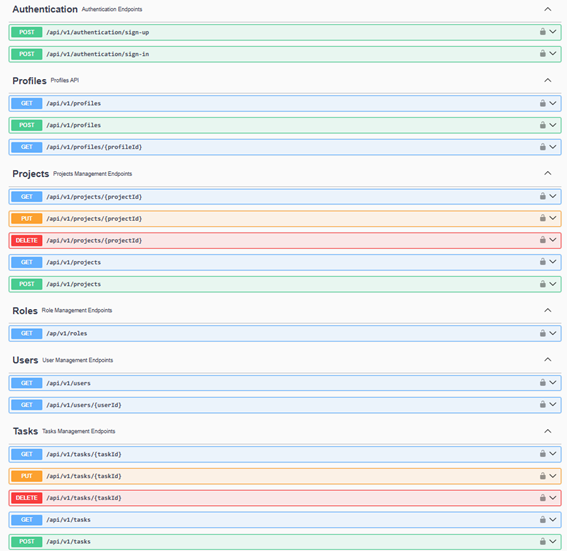 Authentication Authentication Endpoints
POST /api/v1/authentication/sign-up
POST /api/v1/authentication/sign-in
Profiles Profiles API
GET /api/v1/profiles
POST /api/v1/profiles
GET /api/v1/profiles/{profileId}
Projects Projects Management Endpoints
GET /api/v1/projects/{projectId}
PUT /api/v1/projects/{projectId}
DELETE /api/v1/projects/{projectId}
GET /api/v1/projects
POST /api/v1/projects
Roles Role Management Endpoints
GET /ap/v1/roles
Users User Management Endpoints
GET /api/v1/users
GET /api/v1/users/{userId}
Tasks Tasks Management Endpoints
GET /api/v1/tasks/{taskId}
PUT /api/v1/tasks/{taskId}
DELETE /api/v1/tasks/{taskId}
GET /api/v1/tasks
POST /api/v1/tasks